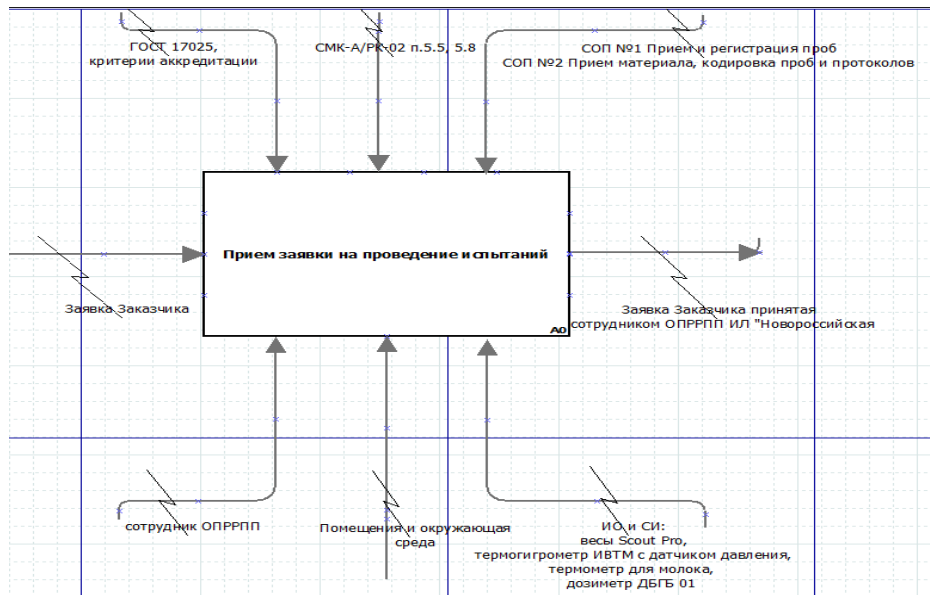 ГОСТ 17025,
критерии аккредитации
СМК-А/РК-02 п.5.5, 5.8
СОП №1 Прием и регистрация проб
СОП №2 Прием материала, кодировка проб и протоколов
Прием заявки на проведение испытаний
Заявка Заказчика
Заявка Заказчика принятая
сотрудником ОПРРПП ИЛ "Новороссийская
A0
сотрудник ОПРРПП
Помещения и окружающая
среда
ИО и СИ:
весы Scout Pro,
термогигрометр ИВТМ с датчиком давления,
термометр для молока,
дозиметр ДБГБ 01